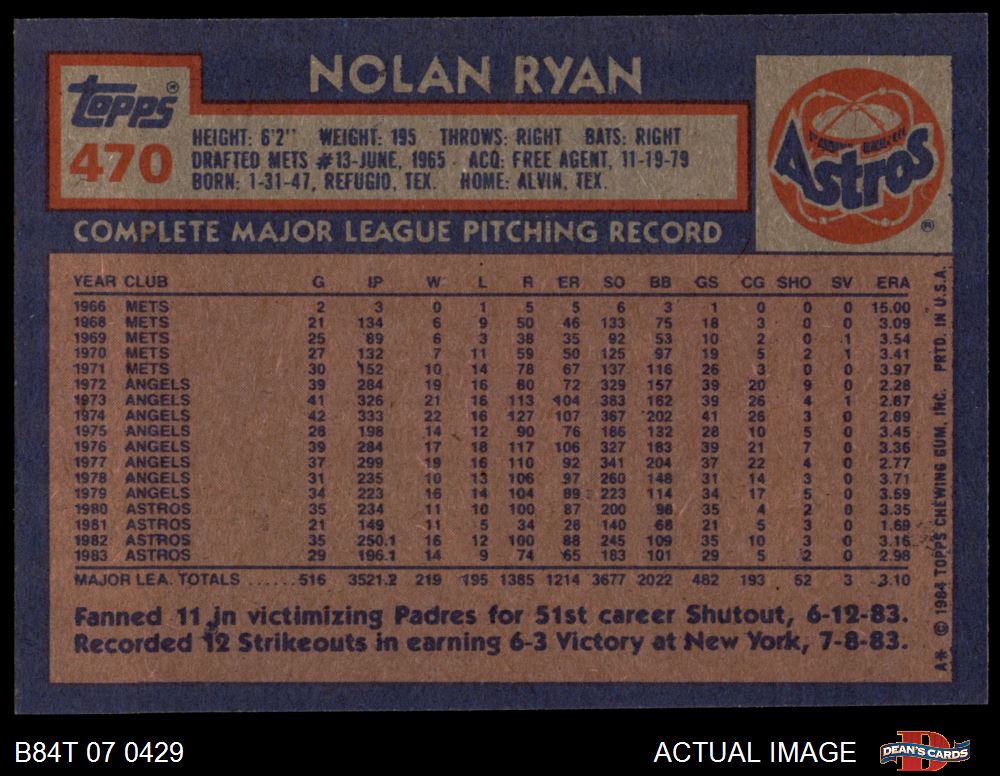 NOLAN RYAN
Topps®
470
HEIGHT: 6'2" WEIGHT: 195 THROWS: RIGHT BATS: RIGHT
DRAFTED METS #13-JUNE, 1965 - ACQ: FREE AGENT, 11-19-79
BORN: 1-31-47, REFUGIO, TEX. HOME: ALVIN, TEX.
Astros
®
COMPLETE MAJOR LEAGUE PITCHING RECORD
YEAR CLUB G IP W L R ER SO BB GS CG SHO SV ERA
1966 METS 2 3 0 1 5 5 6 3 1 0 0 0 15.00
1968 METS 21 134 6 9 50 46 133 75 18 3 0 0 3.09
1969 METS 25 89 6 3 38 35 92 53 10 2 0 1 3.54
1970 METS 27 132 7 11 59 50 125 97 19 5 2 1 3.41
1971 METS 30 152 10 14 78 67 137 116 26 3 0 0 3.97
1972 ANGELS 39 284 19 16 80 72 329 157 39 20 9 0 2.28
1973 ANGELS 41 326 21 16 113 104 383 162 39 26 4 1 2.87
1974 ANGELS 42 333 22 16 127 107 367 202 41 26 3 0 2.89
1975 ANGELS 28 198 14 12 90 76 186 132 28 10 5 0 3.45
1976 ANGELS 39 284 17 18 117 106 327 183 39 21 7 0 3.36
1977 ANGELS 37 299 19 16 110 92 341 204 37 22 4 0 2.77
1978 ANGELS 31 235 10 13 106 97 260 148 31 14 3 0 3.71
1979 ANGELS 34 223 16 14 104 89 223 114 34 17 5 0 3.59
1980 ASTROS 35 234 11 10 100 87 200 98 35 4 2 0 3.35
1981 ASTROS 21 149 11 5 34 28 140 68 21 5 3 0 1.69
1982 ASTROS 35 250.1 16 12 100 88 245 109 35 10 3 0 3.16
1983 ASTROS 29 196.1 14 9 74 65 183 101 29 5 2 0 2.98
MAJOR LEA. TOTALS ...... 516 3521.2 219 195 1385 1214 3677 2022 482 193 52 3 3.10
Fanned 11 in victimizing Padres for 51st career Shutout, 6-12-83.
Recorded 12 Strikeouts in earning 6-3 Victory at New York, 7-8-83.
A* © 1984 TOPPS CHEWING GUM, INC. PRTD. IN U.S.A.
B84T 07 0429
ACTUAL IMAGE
D
DEAN'S CARDS